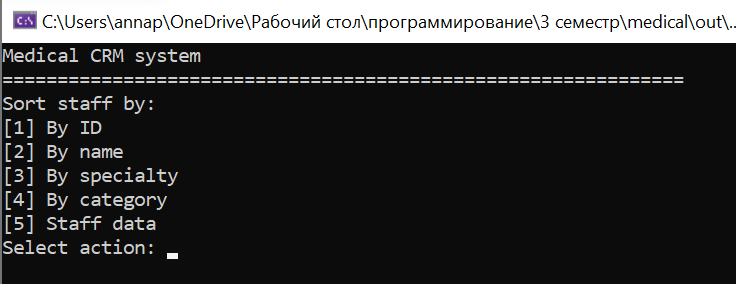 C:\Users\annap\OneDrive\Рабочий стол\программирование\3 семестр\medical\out\...
Medical CRM system
==============================================================
Sort staff by:
[1] By ID
[2] By name
[3] By specialty
[4] By category
[5] Staff data
Select action: